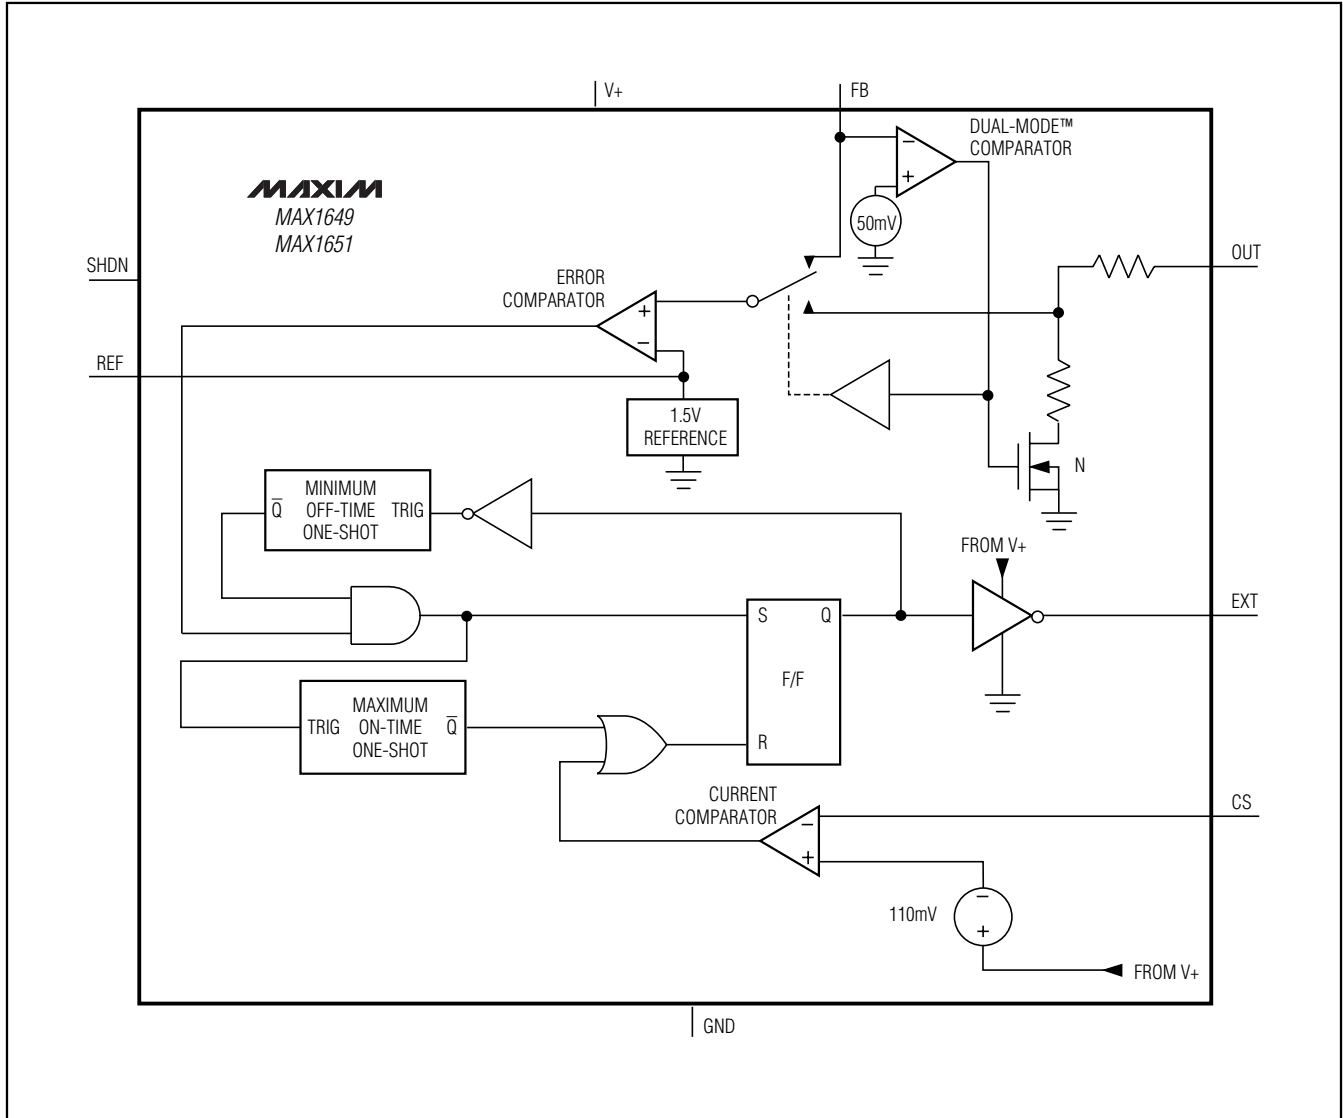 V+
FB
DUAL-MODE™
COMPARATOR
−
+
50mV
MAXIM
MAX1649
MAX1651
SHDN
OUT
ERROR
COMPARATOR
+
−
REF
1.5V
REFERENCE
N
Q̅
MINIMUM
OFF-TIME
ONE-SHOT
TRIG
FROM V+
EXT
S
Q
F/F
R
TRIG
MAXIMUM
ON-TIME
ONE-SHOT
Q̅
CURRENT
COMPARATOR
−
+
CS
110mV
−
+
FROM V+
GND